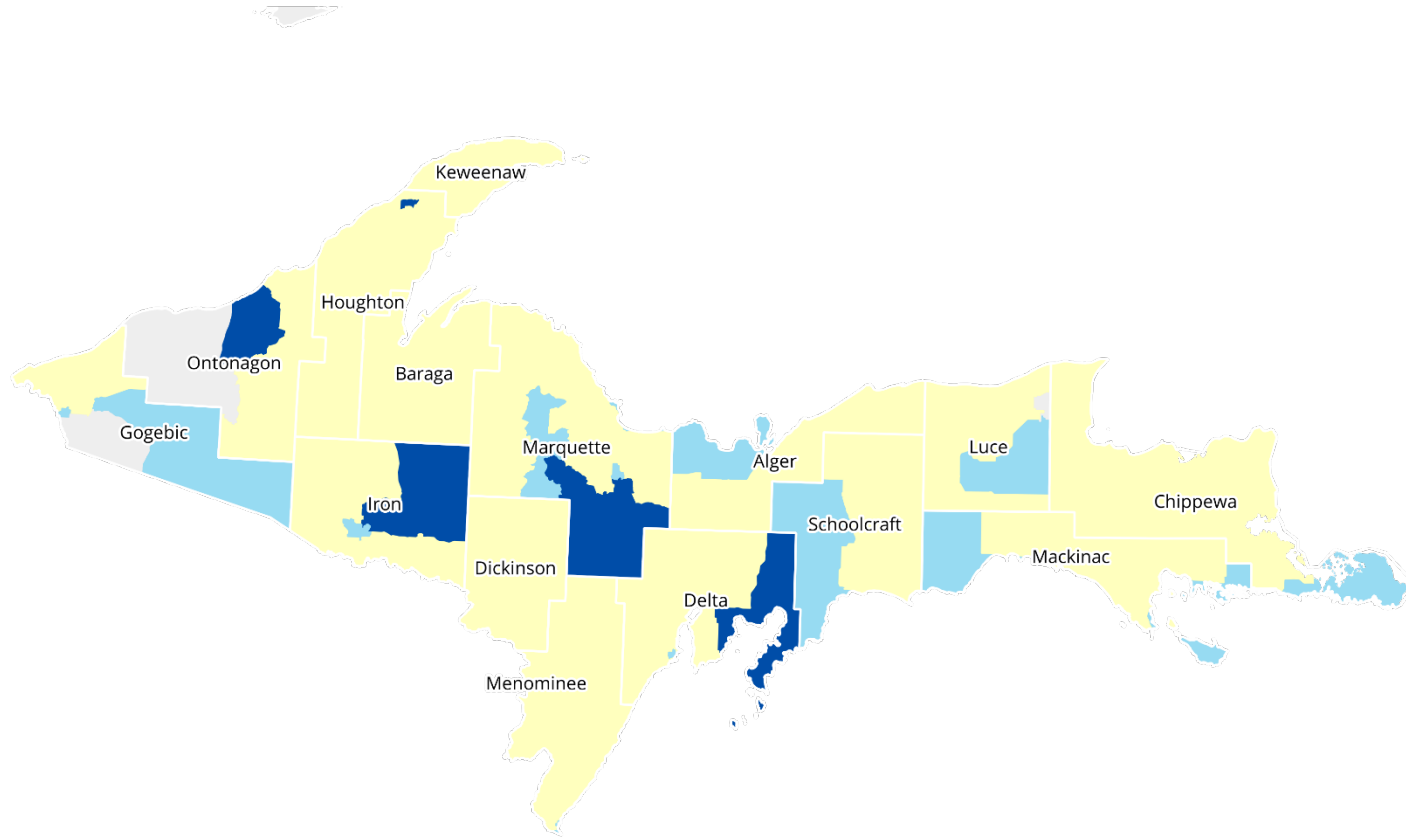 Keweenaw
Houghton
Ontonagon
Baraga
Gogebic
Marquette
Alger
Luce
Iron
Chippewa
Schoolcraft
Mackinac
Dickinson
Delta
Menominee